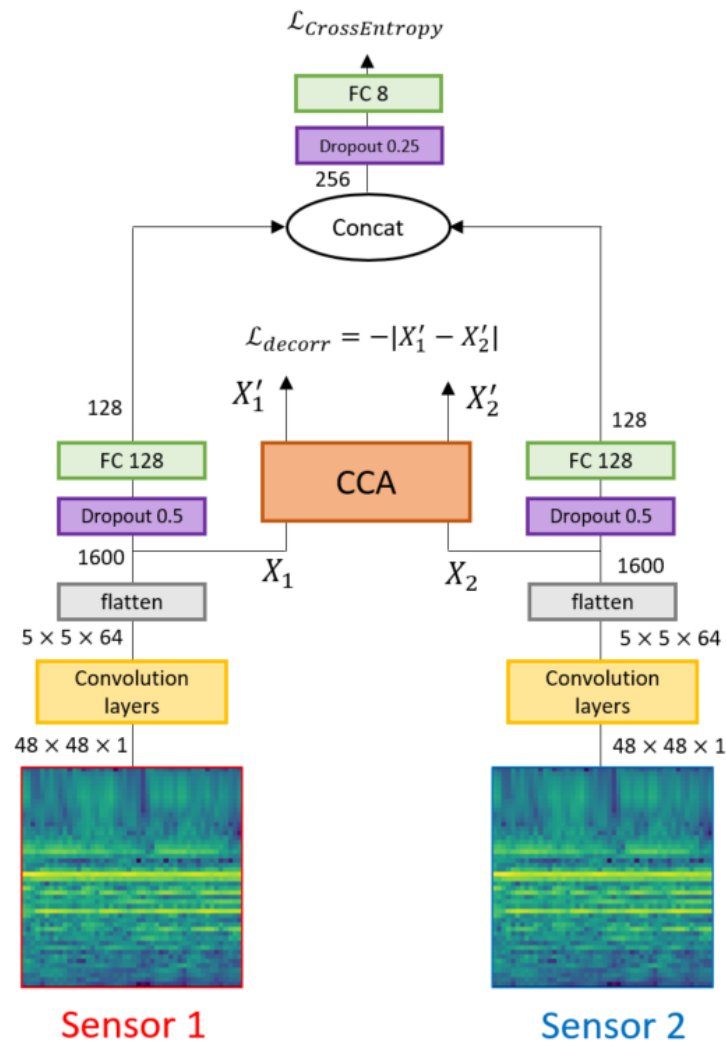 ℒ_CrossEntropy
FC 8
Dropout 0.25
256
Concat
ℒ_decorr = −|X′₁ − X′₂|
X′₁
X′₂
128
128
FC 128
CCA
FC 128
Dropout 0.5
Dropout 0.5
1600
X₁
X₂
1600
flatten
flatten
5 × 5 × 64
5 × 5 × 64
Convolution
layers
Convolution
layers
48 × 48 × 1
48 × 48 × 1
Sensor 1
Sensor 2